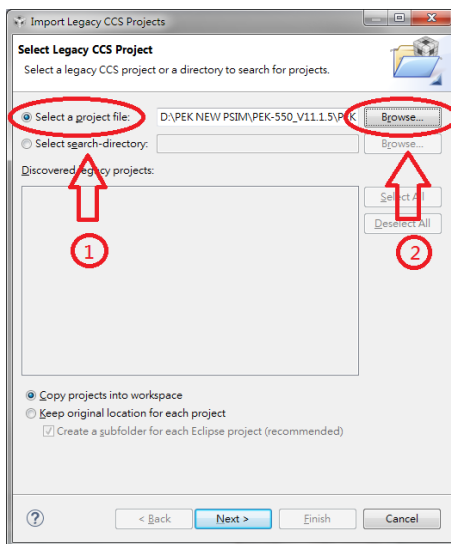 Import Legacy CCS Projects
Select Legacy CCS Project
Select a legacy CCS project or a directory to search for projects.
Select a project file: D:\PEK NEW PSIM\PEK-550_V11.1.5\PEK Browse...
Select search-directory: Browse...
Discovered legacy projects:
Select All
Deselect All
1
2
Copy projects into workspace
Keep original location for each project
Create a subfolder for each Eclipse project (recommended)
? < Back Next > Finish Cancel